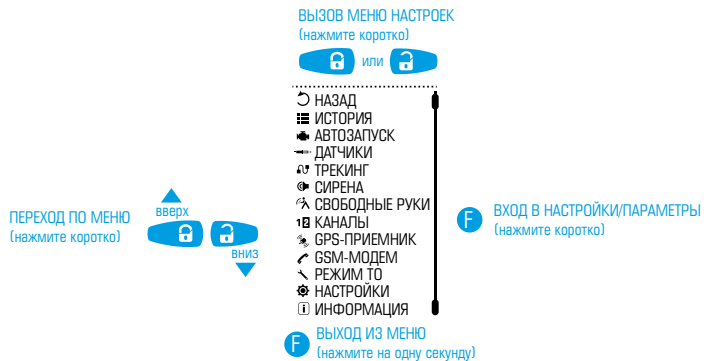 ВЫЗОВ МЕНЮ НАСТРОЕК
(нажмите коротко)
или
НАЗАД
ИСТОРИЯ
АВТОЗАПУСК
ДАТЧИКИ
ТРЕКИНГ
СИРЕНА
СВОБОДНЫЕ РУКИ
12 КАНАЛЫ
GPS-ПРИЕМНИК
GSM-МОДЕМ
РЕЖИМ ТО
НАСТРОЙКИ
i ИНФОРМАЦИЯ
ПЕРЕХОД ПО МЕНЮ
(нажмите коротко)
вверх
вниз
F ВХОД В НАСТРОЙКИ/ПАРАМЕТРЫ
(нажмите коротко)
F ВЫХОД ИЗ МЕНЮ
(нажмите на одну секунду)